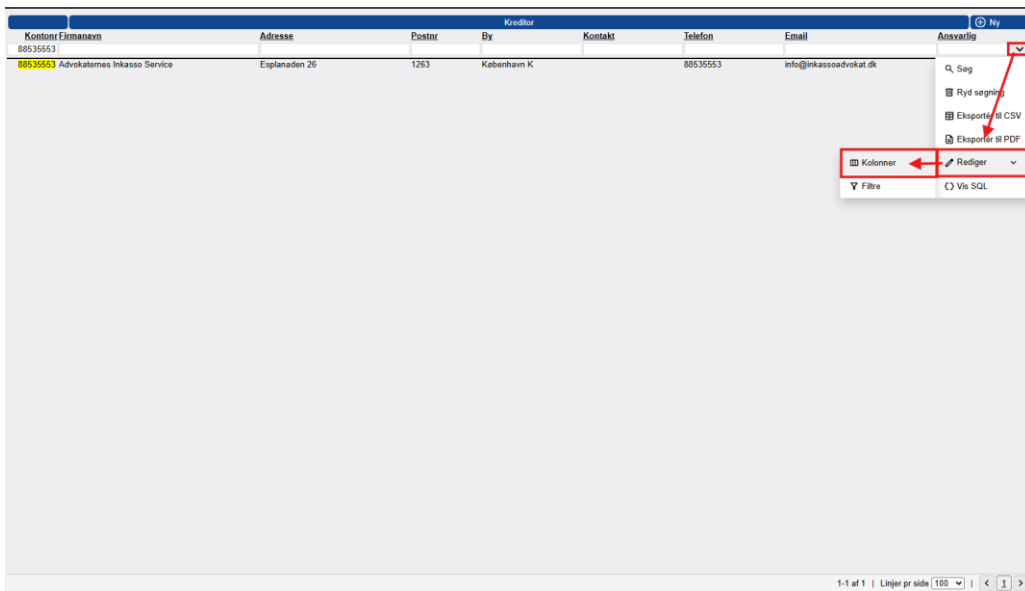 Kreditor
Ny
Kontonr Firmanavn Adresse Postnr By Kontakt Telefon Email Ansvarlig
88535553
88535553 Advokaternes Inkasso Service Esplanaden 26 1263 København K 88535553 info@inkassoadvokat.dk
Søg
Ryd søgning
Eksportér til CSV
Eksportér til PDF
Kolonner Rediger
Filtre {} Vis SQL
1-1 af 1 | Linjer pr side 100 | < 1 >